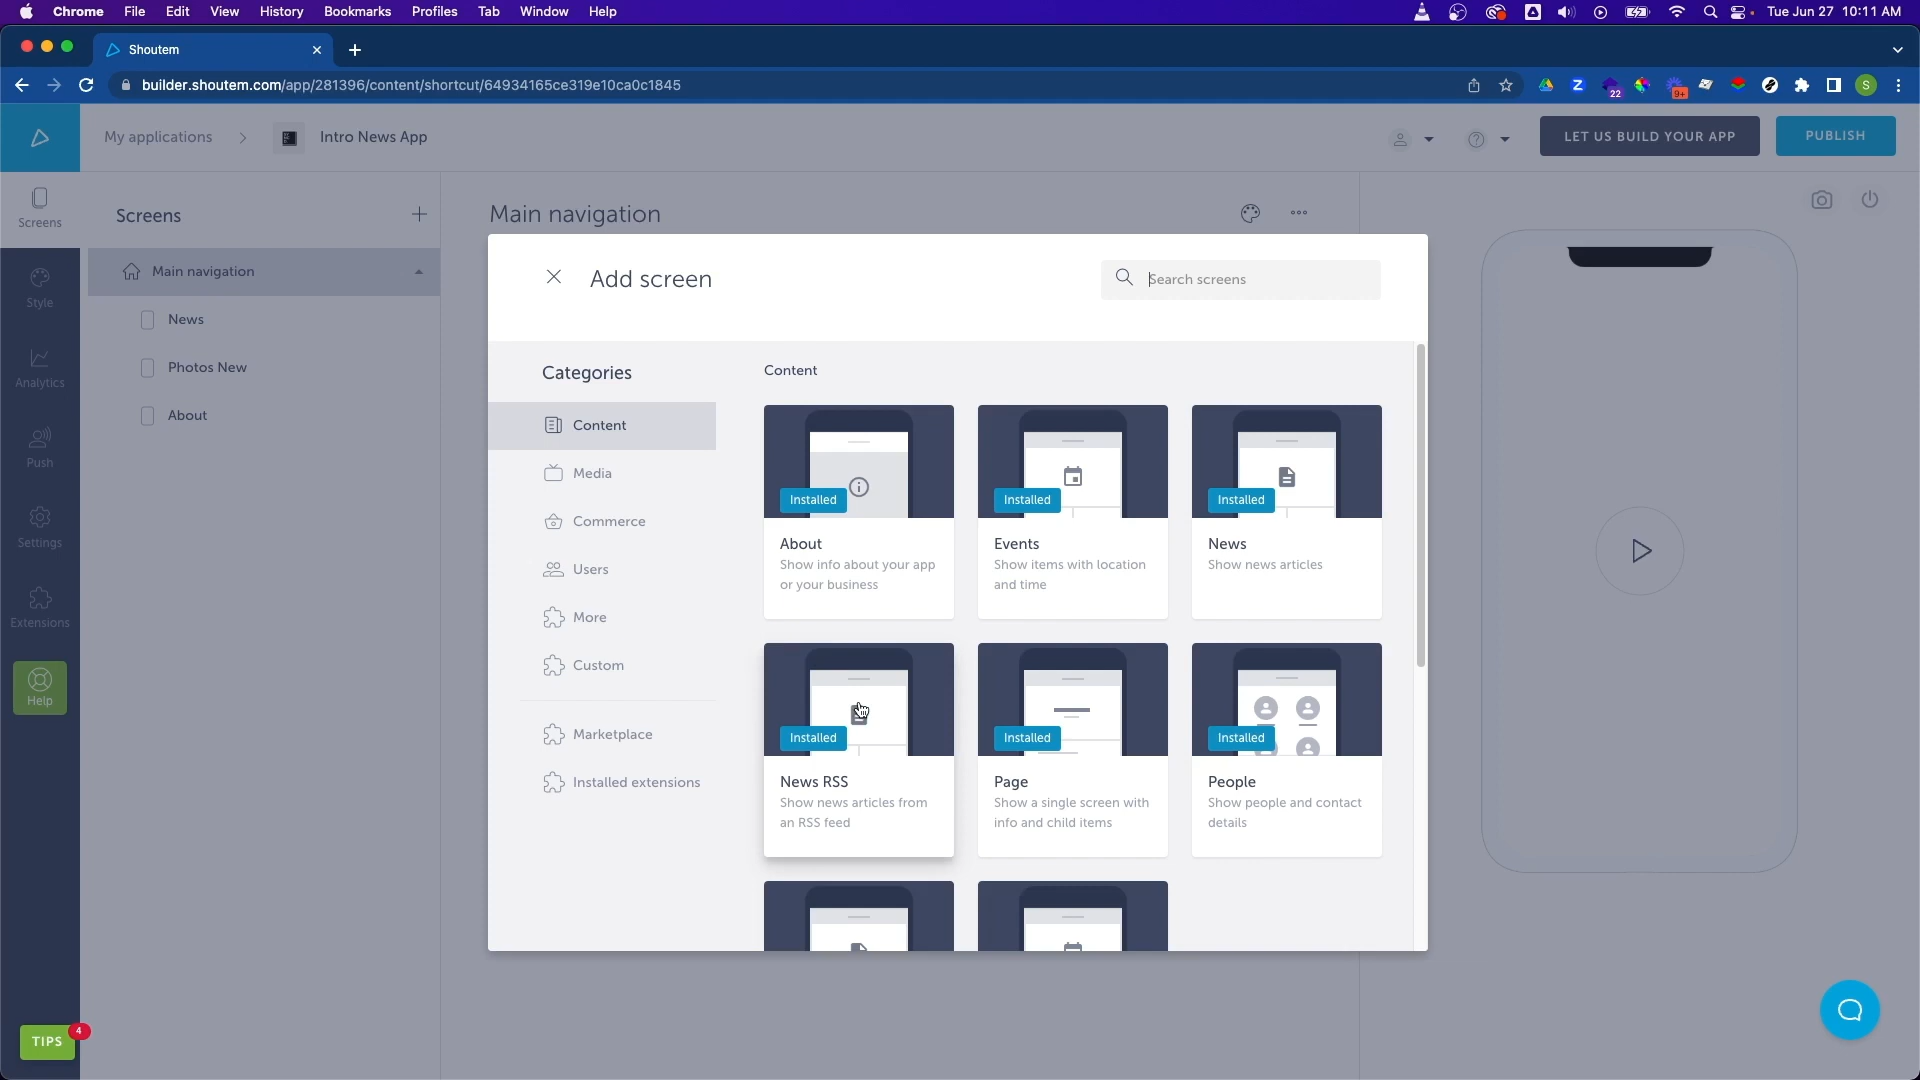 Chrome File Edit View History Bookmarks Profiles Tab Window Help Tue Jun 27 10:11 AM
Shoutem
builder.shoutem.com/app/281396/content/shortcut/64934165ce319e10ca0c1845
Z 22 9+ S
My applications Intro News App LET US BUILD YOUR APP PUBLISH
Screens
Style
Analytics
Push
Settings
Extensions
Help
TIPS 4
Screens
Main navigation
News
Photos New
About
Main navigation
Add screen
Search screens
Categories
Content
Media
Commerce
Users
More
Custom
Marketplace
Installed extensions
Content
Installed
About
Show info about your app
or your business
Installed
Events
Show items with location
and time
Installed
News
Show news articles
Installed
News RSS
Show news articles from
an RSS feed
Installed
Page
Show a single screen with
info and child items
Installed
People
Show people and contact
details